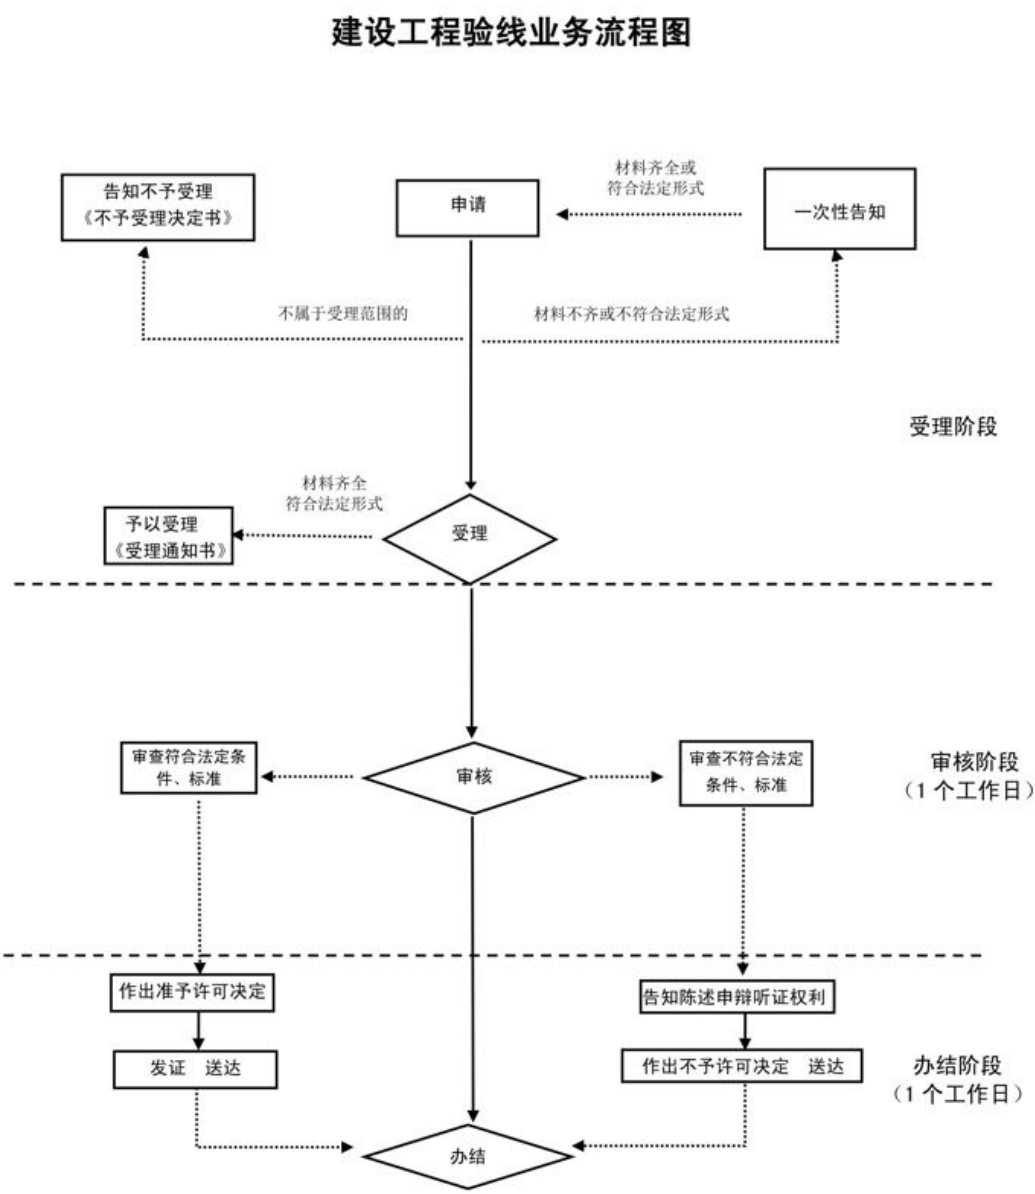 建设工程验线业务流程图
告知不予受理
《不予受理决定书》
申请
材料齐全或
符合法定形式
一次性告知
不属于受理范围的
材料不齐或不符合法定形式
受理阶段
材料齐全
符合法定形式
予以受理
《受理通知书》
受理
审查符合法定条
件、标准
审核
审查不符合法定
条件、标准
审核阶段
（1个工作日）
作出准予许可决定
告知陈述申辩听证权利
发证 送达
作出不予许可决定 送达
办结阶段
（1个工作日）
办结